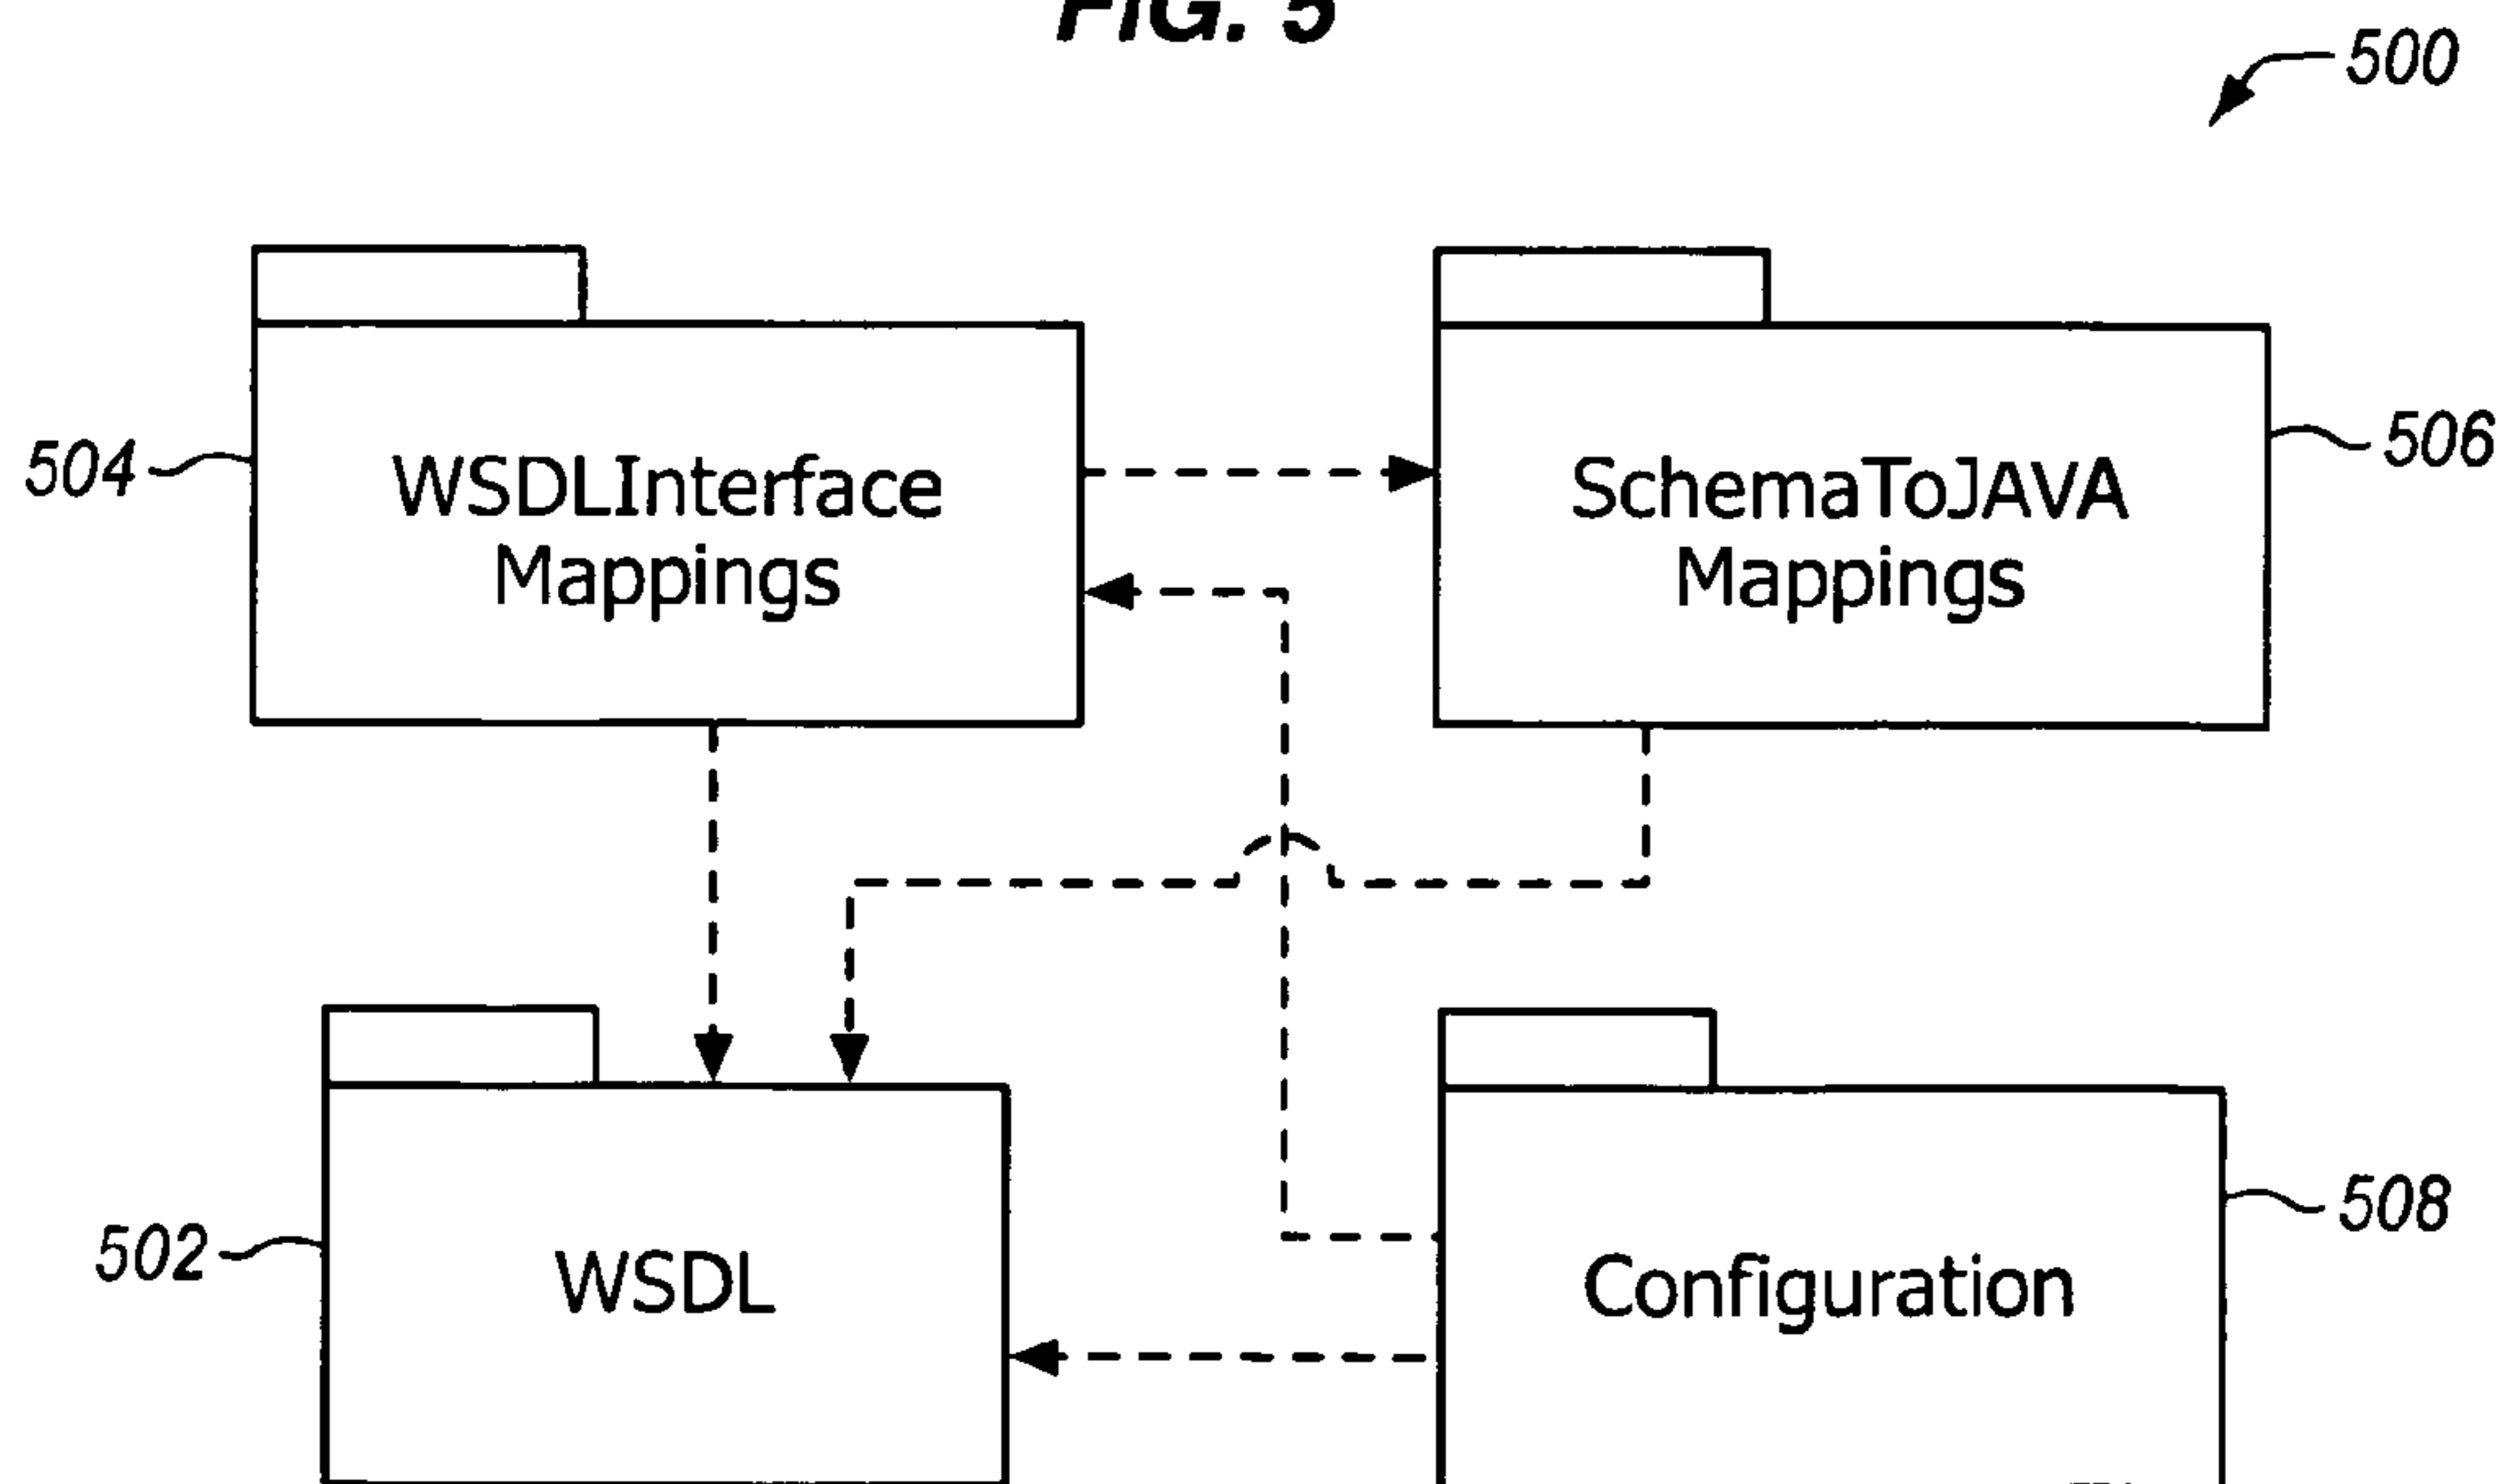 FIG. 5
500
504
WSDLInterface
Mappings
SchemaToJAVA
Mappings
506
502
WSDL
Configuration
508